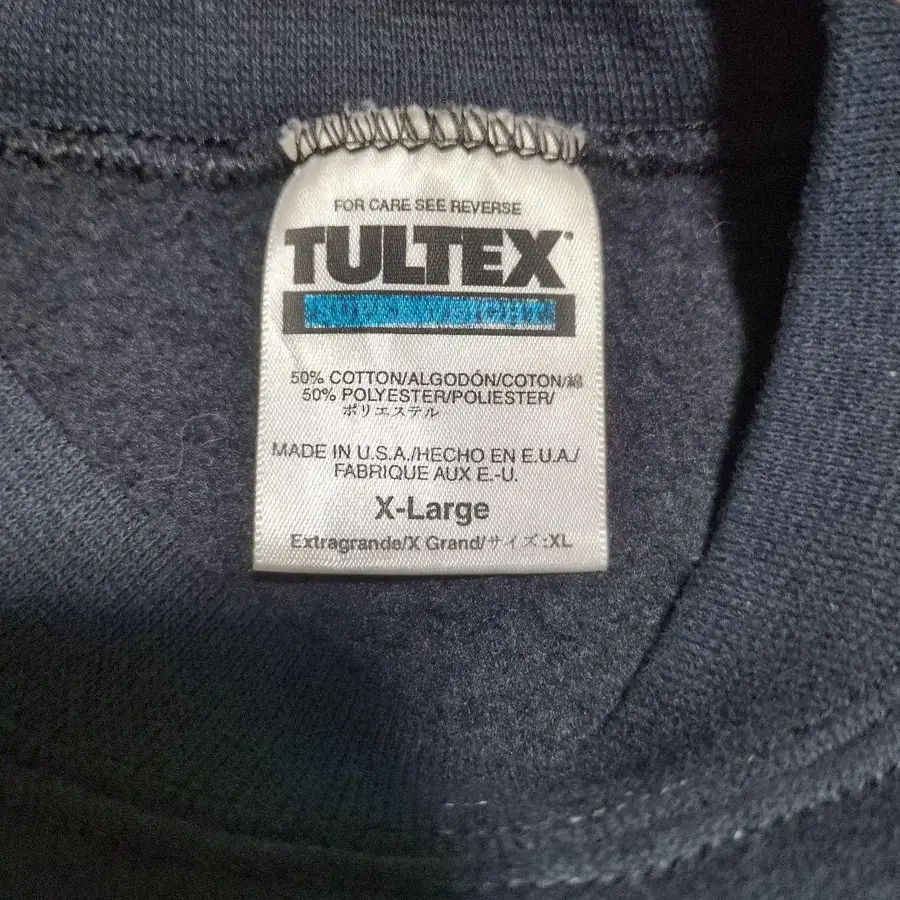 FOR CARE SEE REVERSE
TULTEX™
50% COTTON/ALGODÓN/COTON/綿
50% POLYESTER/POLIESTER/
ポリエステル
MADE IN U.S.A./HECHO EN E.U.A./
FABRIQUE AUX E.-U.
X-Large
Extragrande/X Grand/サイズ:XL